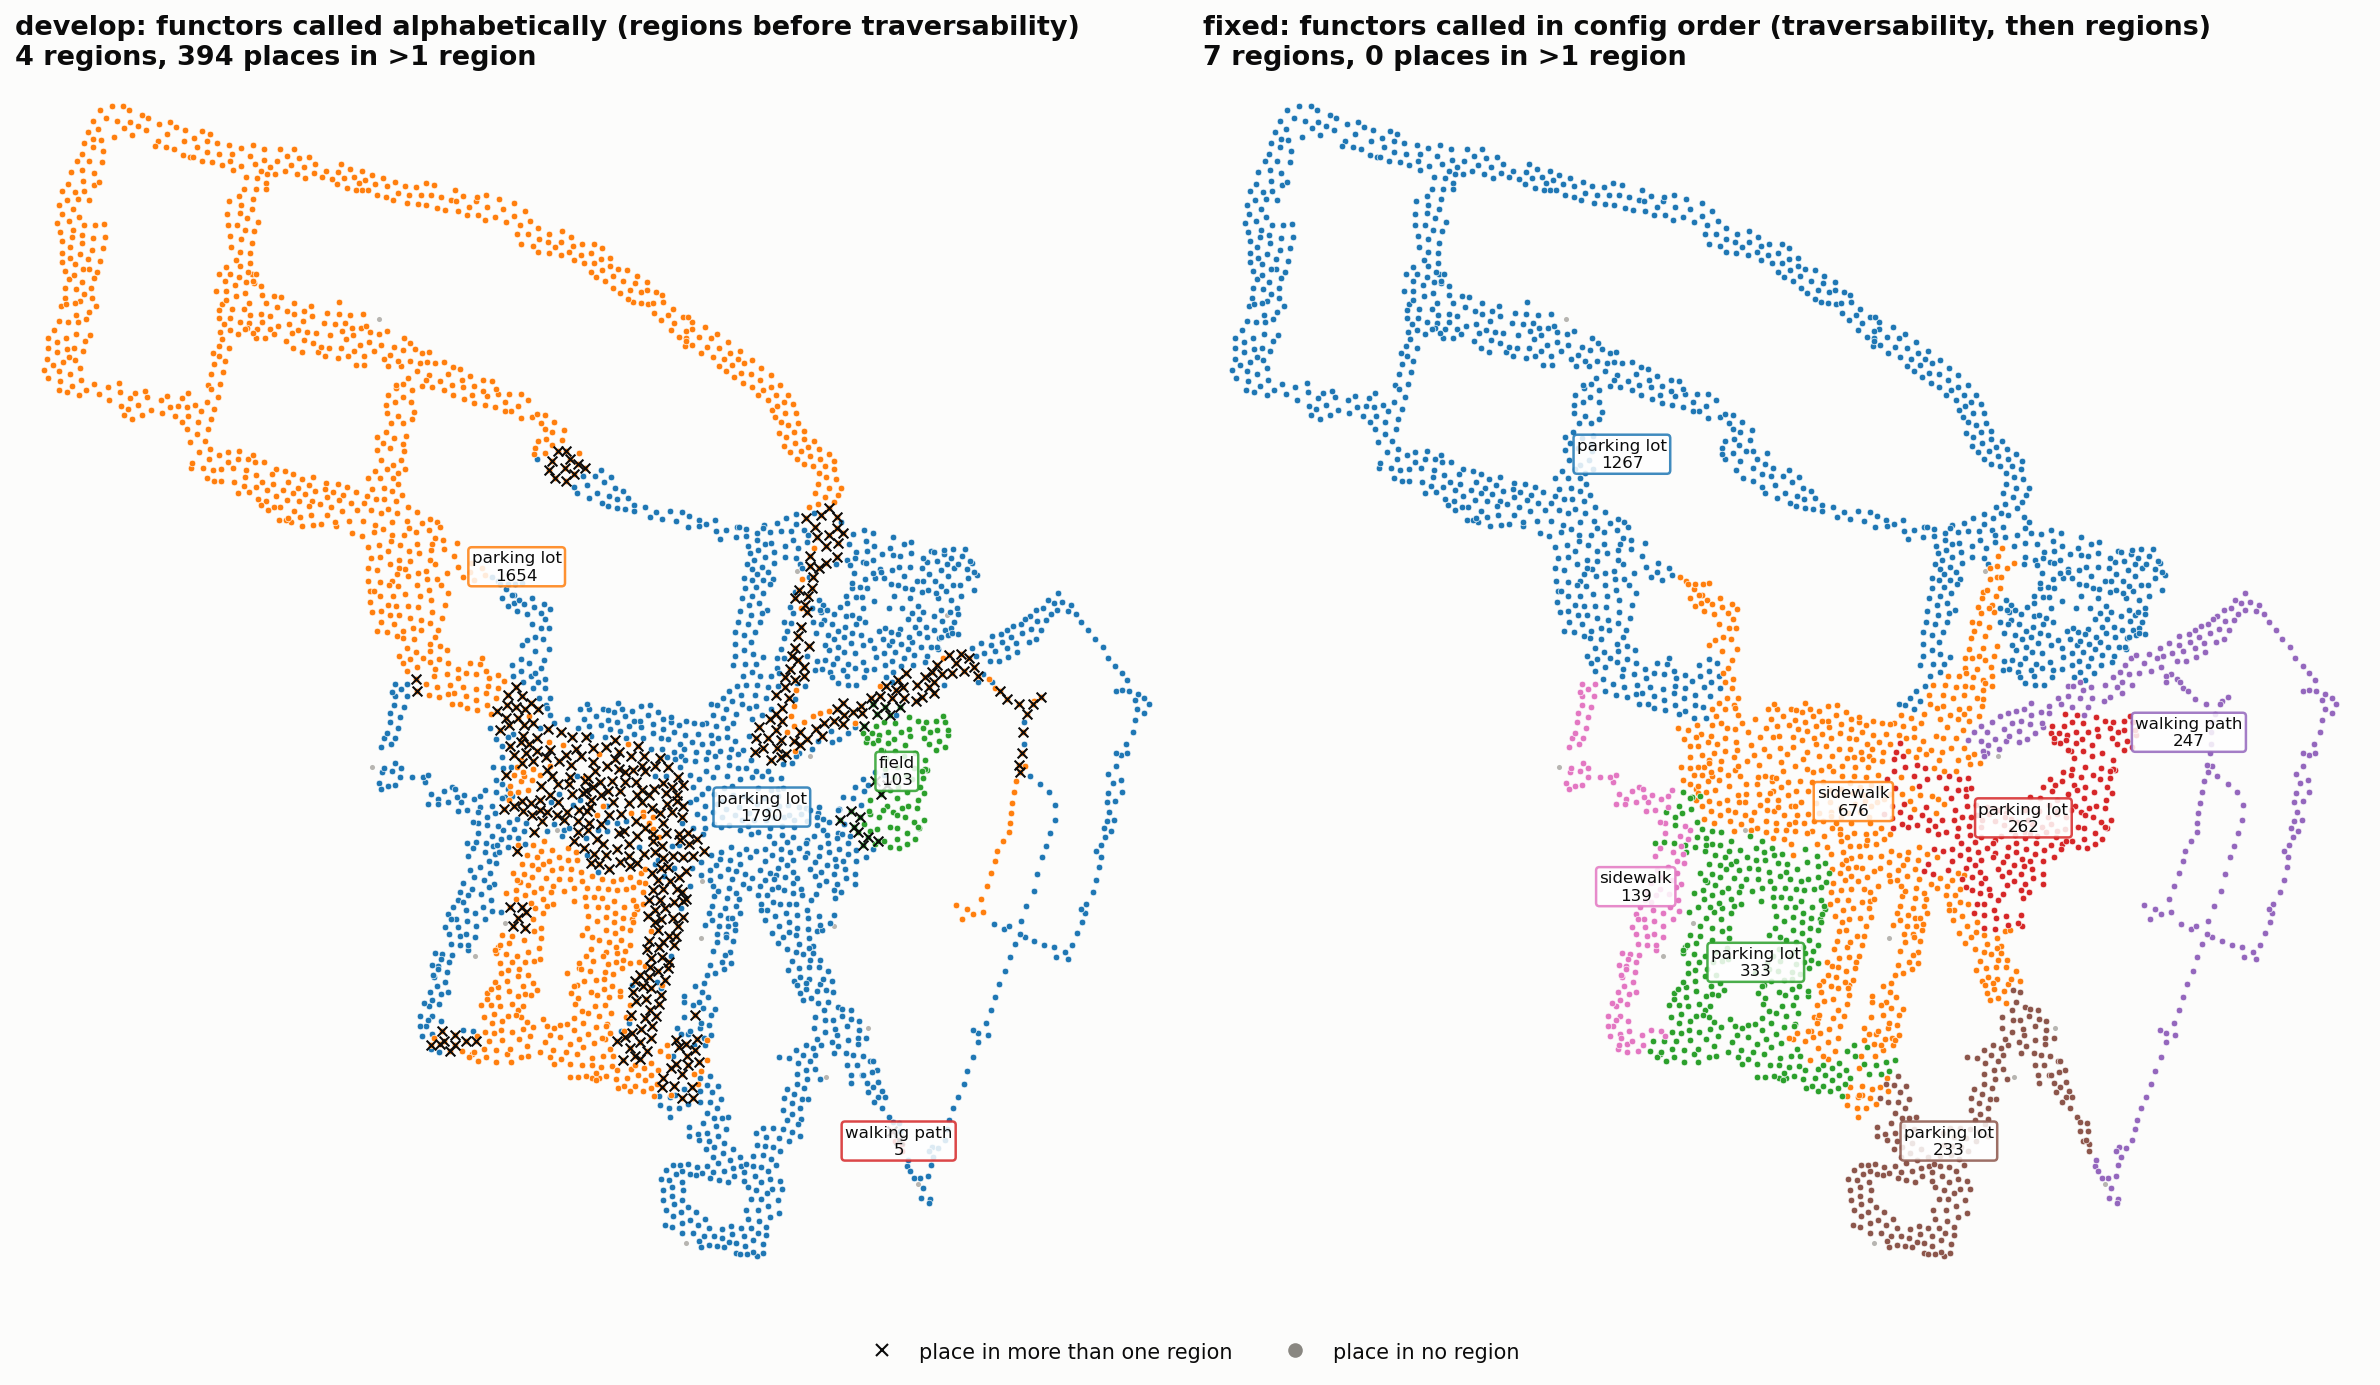 develop: functors called alphabetically (regions before traversability)
4 regions, 394 places in >1 region
fixed: functors called in config order (traversability, then regions)
7 regions, 0 places in >1 region
parking lot
1654
parking lot
1790
field
103
walking path
5
parking lot
1267
walking path
247
sidewalk
676
parking lot
262
sidewalk
139
parking lot
333
parking lot
233
place in more than one region
place in no region